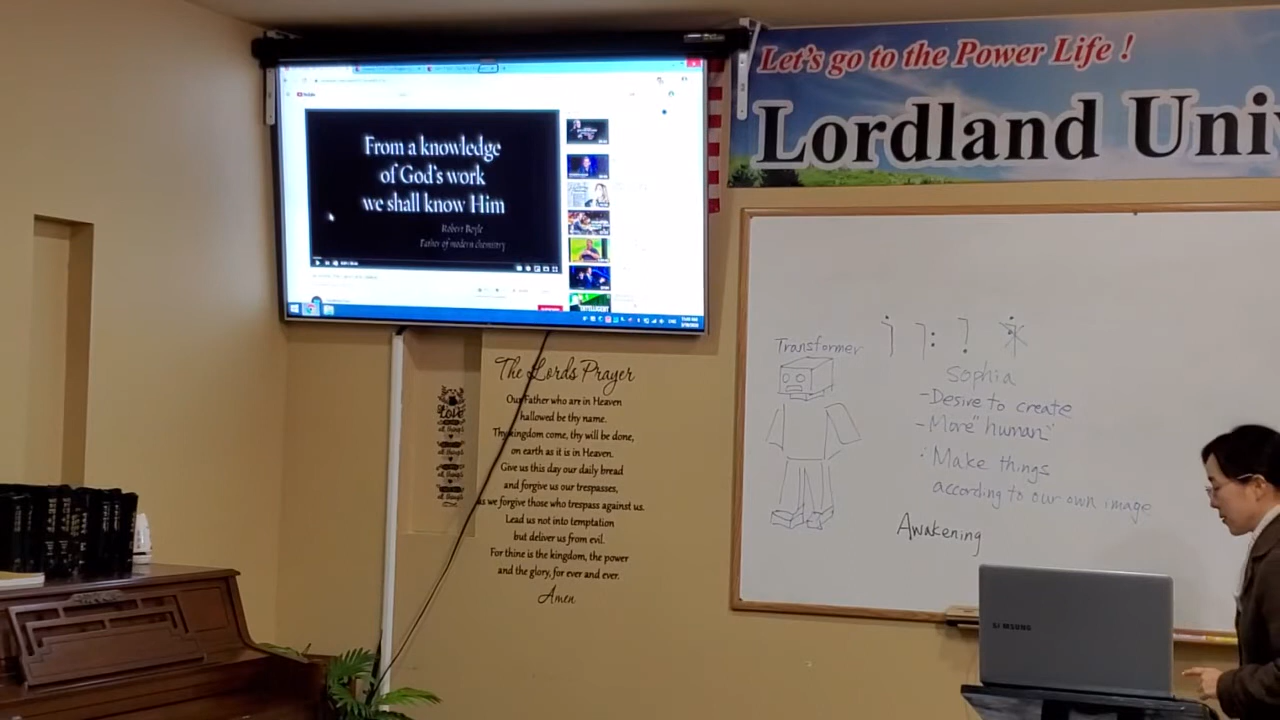 Let's go to the Power Life !
Lordland Uni
From a knowledge
of God's work
we shall know Him
Robert Boyle
Father of modern chemistry
The Lords Prayer
Our Father who are in Heaven
hallowed be thy name.
Thy kingdom come, thy will be done,
on earth as it is in Heaven.
Give us this day our daily bread
and forgive us our trespasses,
as we forgive those who trespass against us.
Lead us not into temptation
but deliver us from evil.
For thine is the kingdom, the power
and the glory, for ever and ever.
Amen
Love
all things
Transformer
Sophia
-Desire to create
-More "human"
Make things
according to our own image
Awakening
SAMSUNG